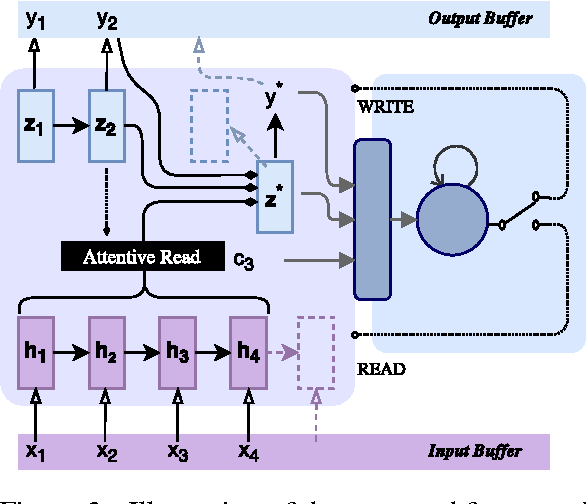 y1 y2 Output Buffer
y*
WRITE
z1 z2
z*
Attentive Read c3
h1 h2 h3 h4
READ
x1 x2 x3 x4 Input Buffer